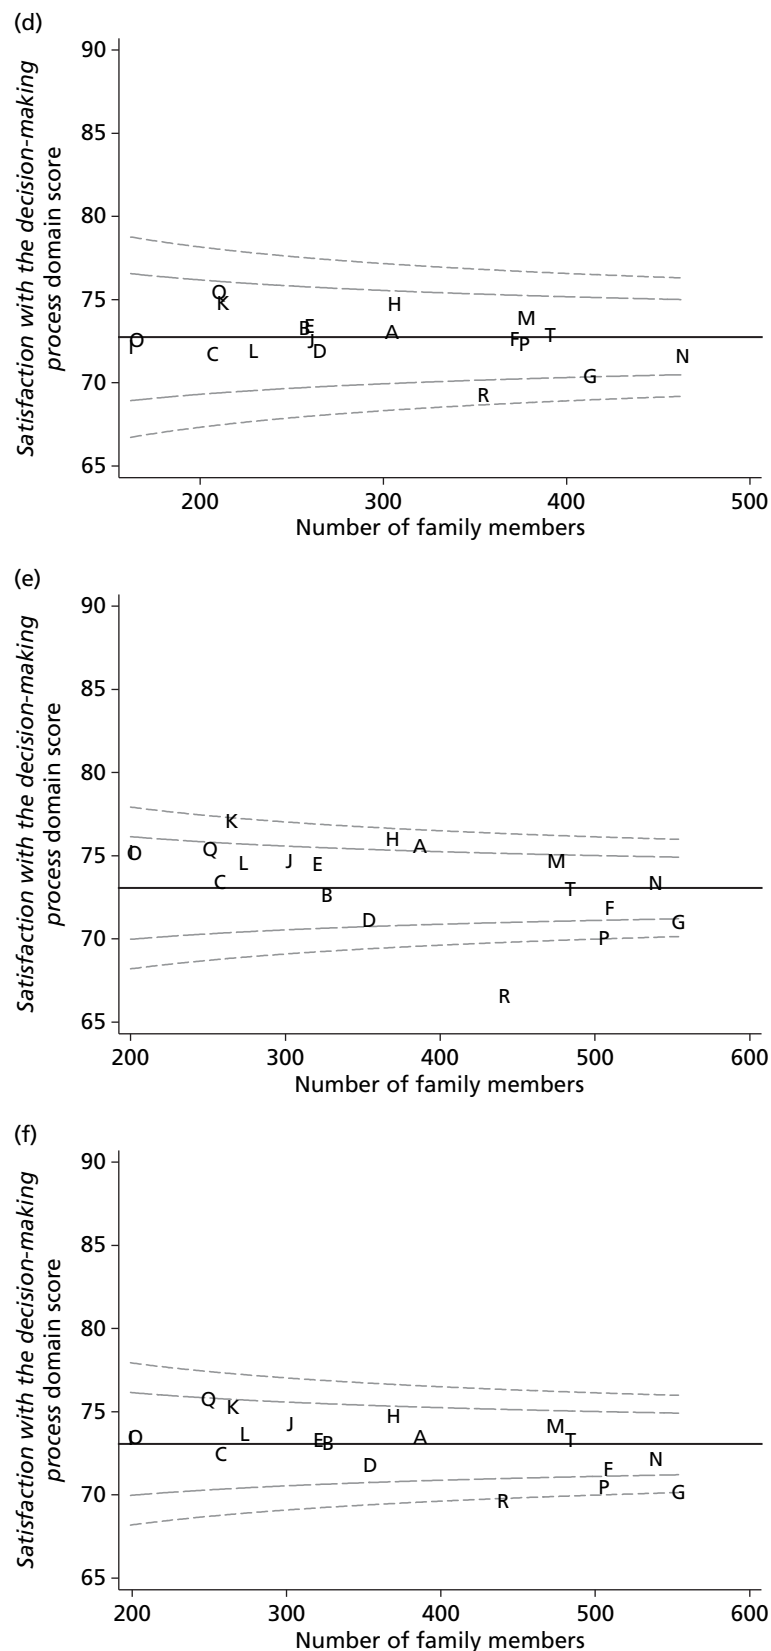 (d)
Satisfaction with the decision-making
process domain score
90
85
80
75
70
65
Q
K
H
M
B
E
J
A
F
P
T
I
O
C
L
D
N
G
R
200
300
400
500
Number of family members
(e)
Satisfaction with the decision-making
process domain score
90
85
80
75
70
65
K
H
A
I
O
Q
L
J
E
M
C
B
T
N
D
F
G
P
R
200
300
400
500
600
Number of family members
(f)
Satisfaction with the decision-making
process domain score
90
85
80
75
70
65
Q
K
H
J
M
I
O
L
E
B
A
T
C
D
N
F
P
G
R
200
300
400
500
600
Number of family members